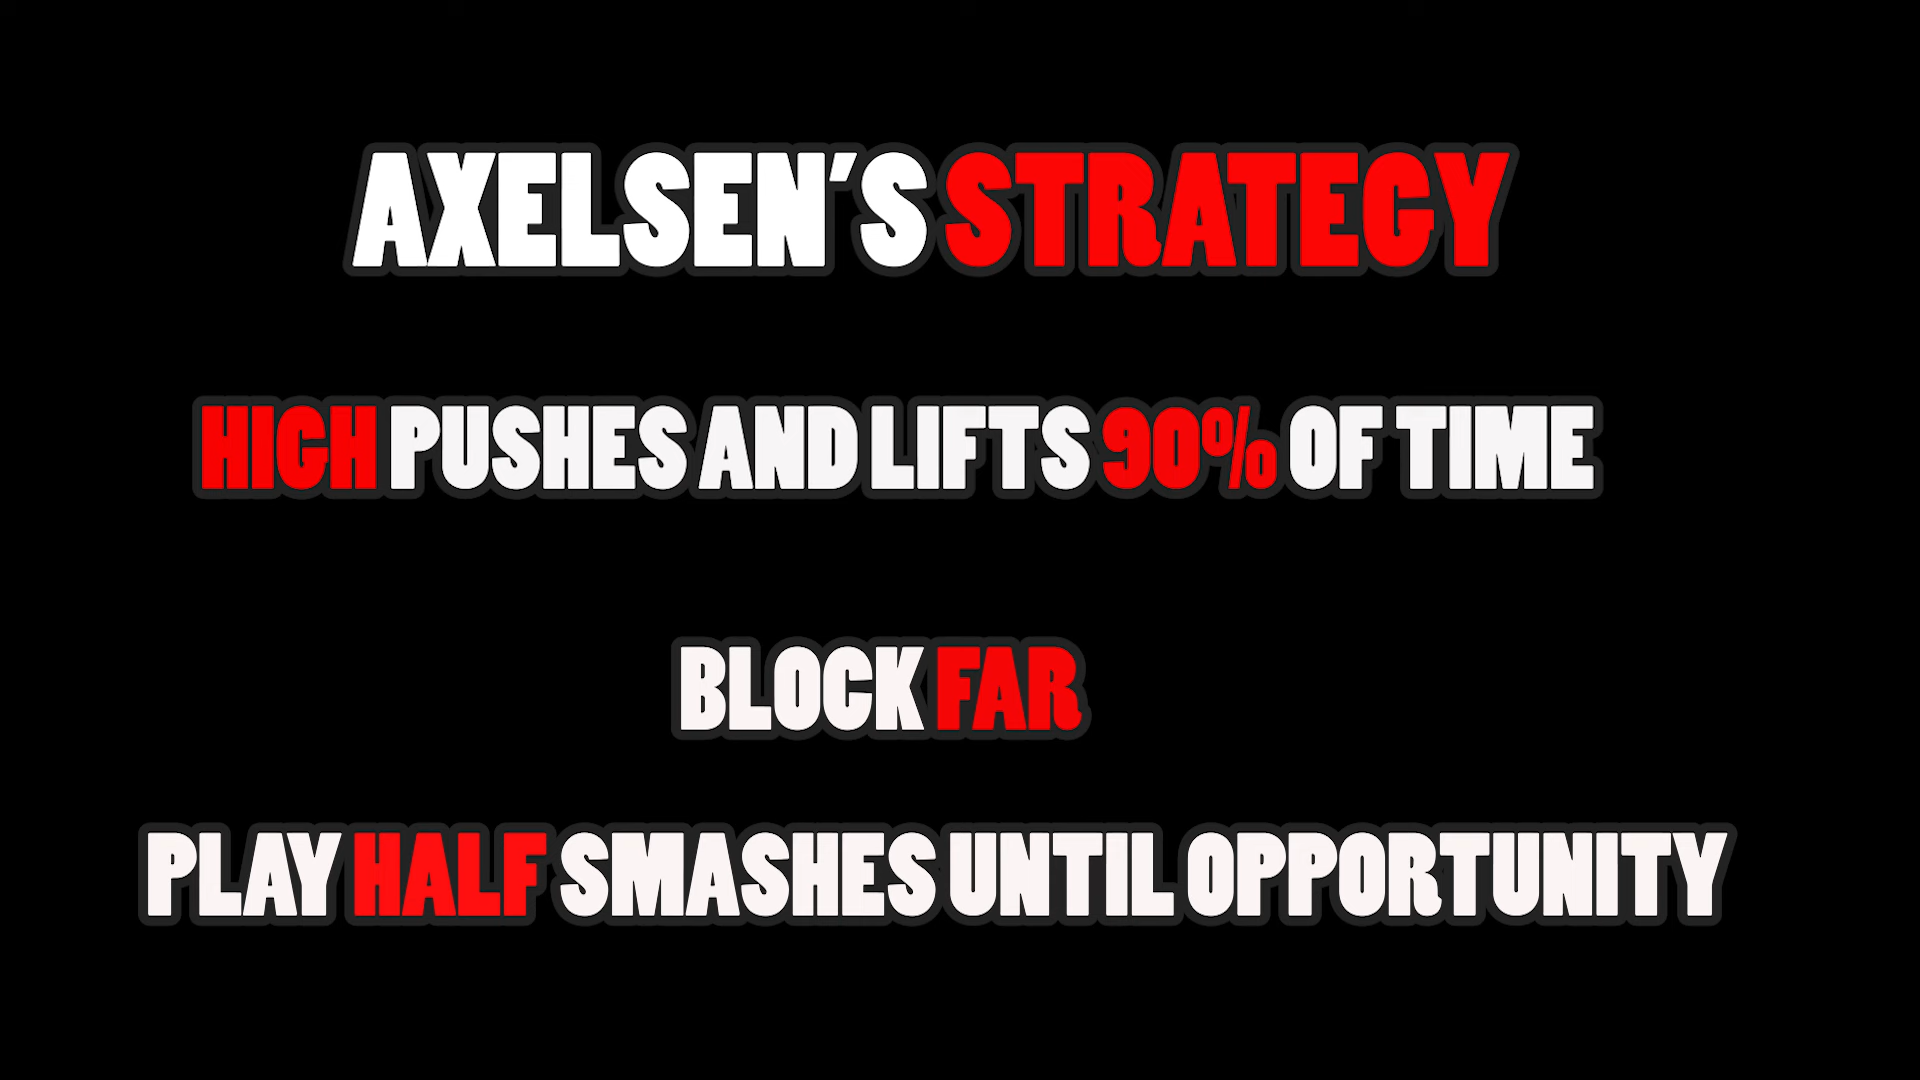 AXELSEN'S STRATEGY
HIGH PUSHES AND LIFTS 90% OF TIME
BLOCK FAR
PLAY HALF SMASHES UNTIL OPPORTUNITY